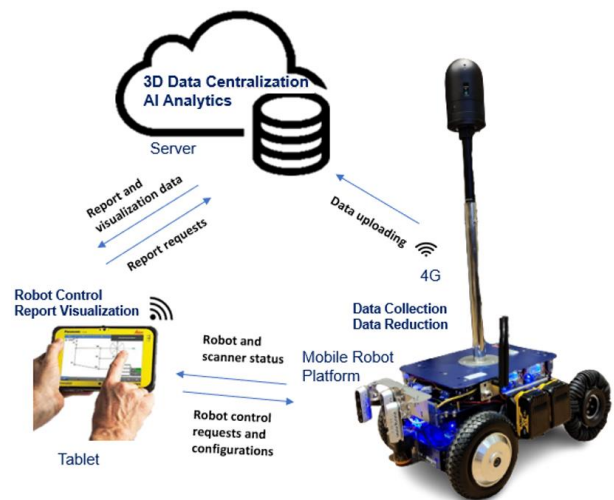 3D Data Centralization
AI Analytics
Server
Report and
visualization data
Report requests
Data uploading
4G
Robot Control
Report Visualization
Data Collection
Data Reduction
Robot and
scanner status
Mobile Robot
Platform
Robot control
requests and
configurations
Tablet